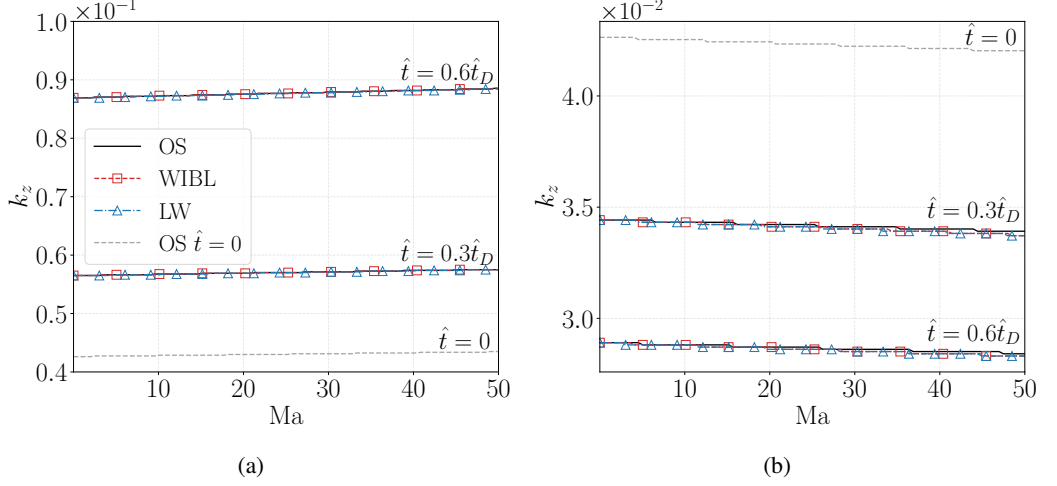 ×10⁻¹
1.0
0.9
0.8
0.7
0.6
0.5
0.4
k_z
t̂ = 0.6t̂_D
OS
WIBL
LW
OS t̂ = 0
t̂ = 0.3t̂_D
t̂ = 0
10 20 30 40 50
Ma
(a)
×10⁻²
t̂ = 0
4.0
k_z
3.5
t̂ = 0.3t̂_D
3.0
t̂ = 0.6t̂_D
10 20 30 40 50
Ma
(b)